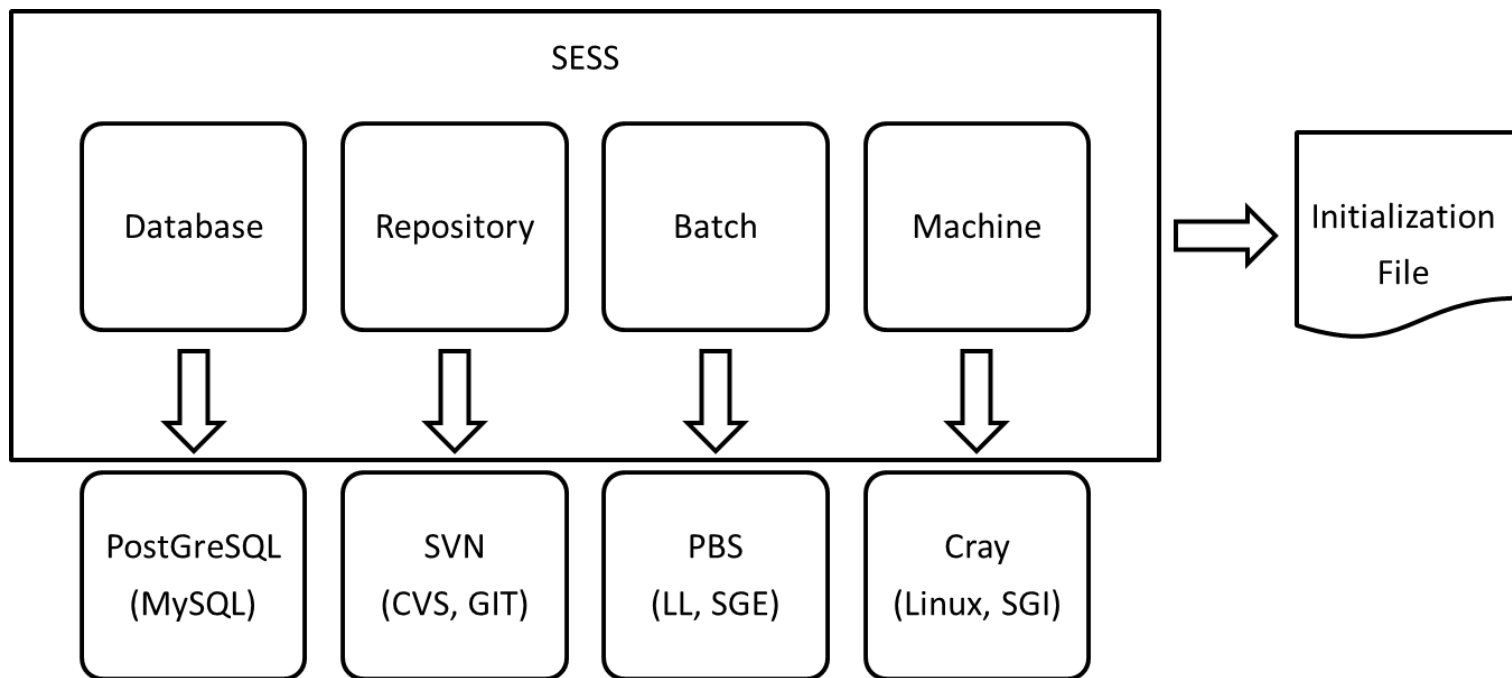 SESS
Database
Repository
Batch
Machine
Initialization
File
PostGreSQL
(MySQL)
SVN
(CVS, GIT)
PBS
(LL, SGE)
Cray
(Linux, SGI)